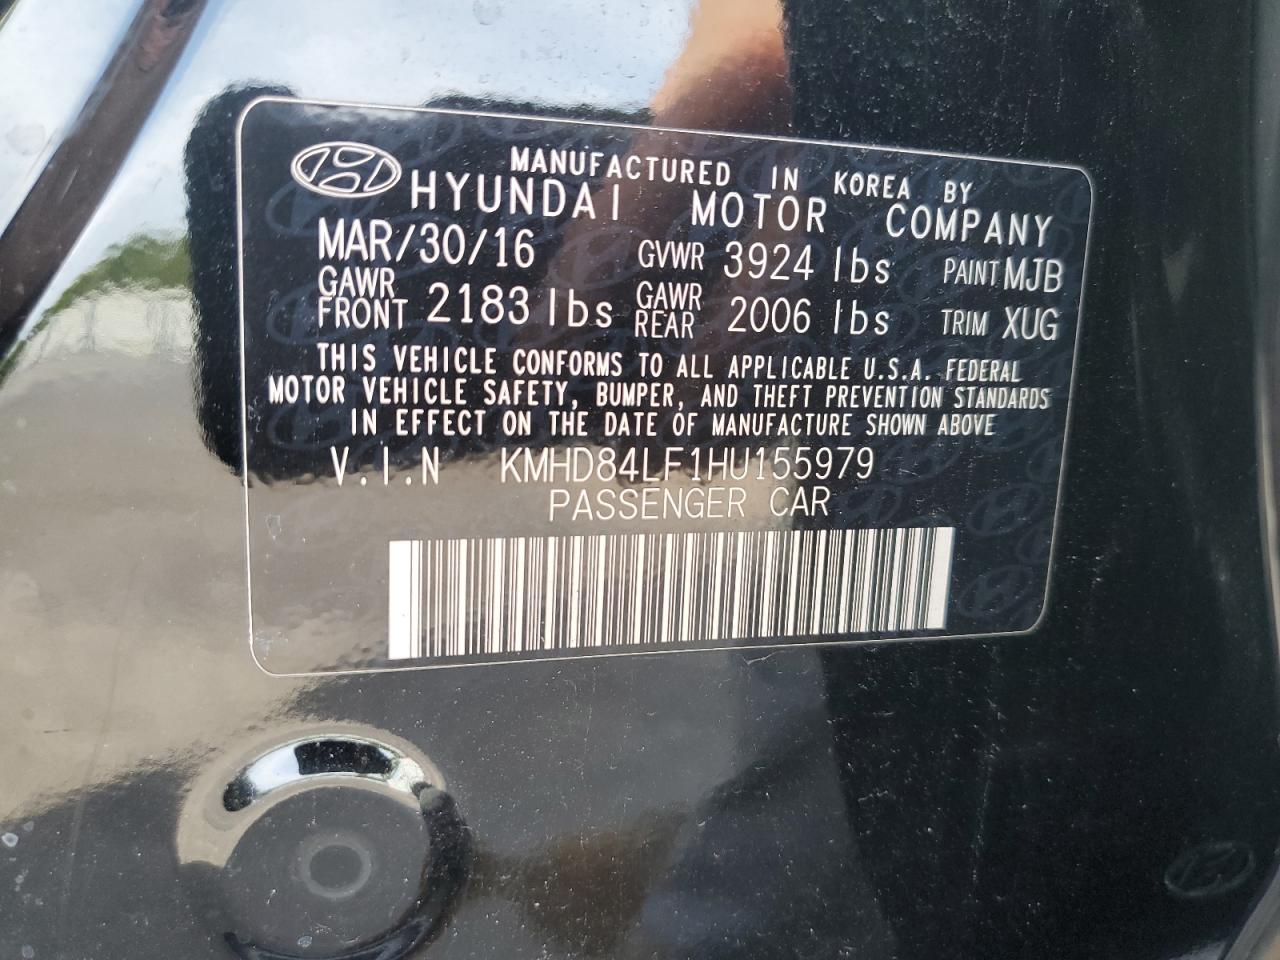 MANUFACTURED IN KOREA BY
HYUNDAI MOTOR COMPANY
MAR/30/16 GVWR 3924 lbs PAINT MJB
GAWR FRONT 2183 lbs GAWR REAR 2006 lbs TRIM XUG
THIS VEHICLE CONFORMS TO ALL APPLICABLE U.S.A. FEDERAL
MOTOR VEHICLE SAFETY, BUMPER, AND THEFT PREVENTION STANDARDS
IN EFFECT ON THE DATE OF MANUFACTURE SHOWN ABOVE
V.I.N KMHD84LF1HU155979
PASSENGER CAR